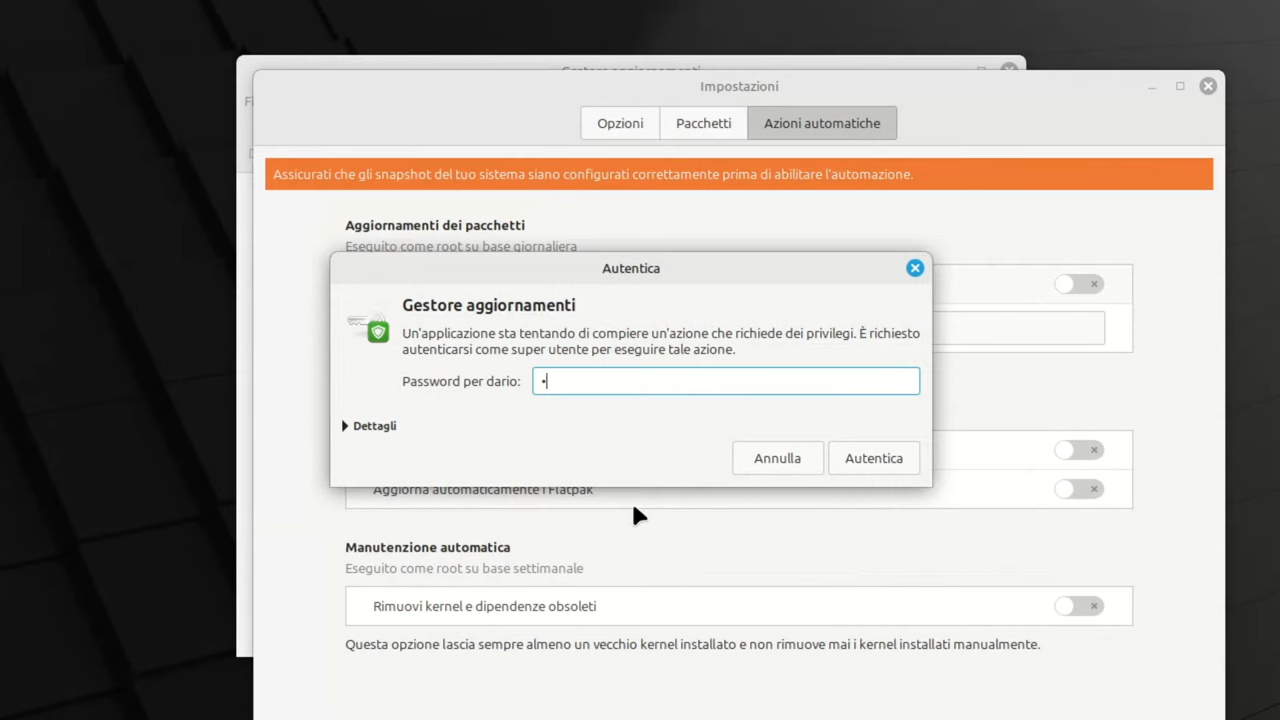 Impostazioni
Opzioni
Pacchetti
Azioni automatiche
Assicurati che gli snapshot del tuo sistema siano configurati correttamente prima di abilitare l'automazione.
Aggiornamenti dei pacchetti
Eseguito come root su base giornaliera
Autentica
Gestore aggiornamenti
Un'applicazione sta tentando di compiere un'azione che richiede dei privilegi. È richiesto
autenticarsi come super utente per eseguire tale azione.
Password per dario:
Dettagli
Annulla
Autentica
Aggiorna automaticamente i Flatpak
Manutenzione automatica
Eseguito come root su base settimanale
Rimuovi kernel e dipendenze obsoleti
Questa opzione lascia sempre almeno un vecchio kernel installato e non rimuove mai i kernel installati manualmente.